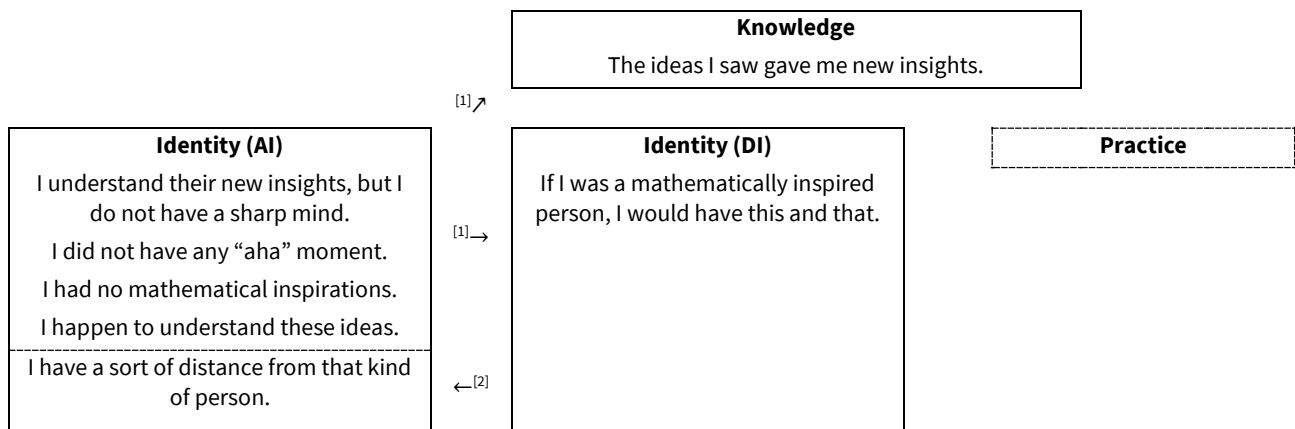 Knowledge
The ideas I saw gave me new insights.
[1]↗
Identity (AI)
I understand their new insights, but I
do not have a sharp mind.
I did not have any “aha” moment.
I had no mathematical inspirations.
I happen to understand these ideas.
I have a sort of distance from that kind
of person.
[1]→
←[2]
Identity (DI)
If I was a mathematically inspired
person, I would have this and that.
Practice